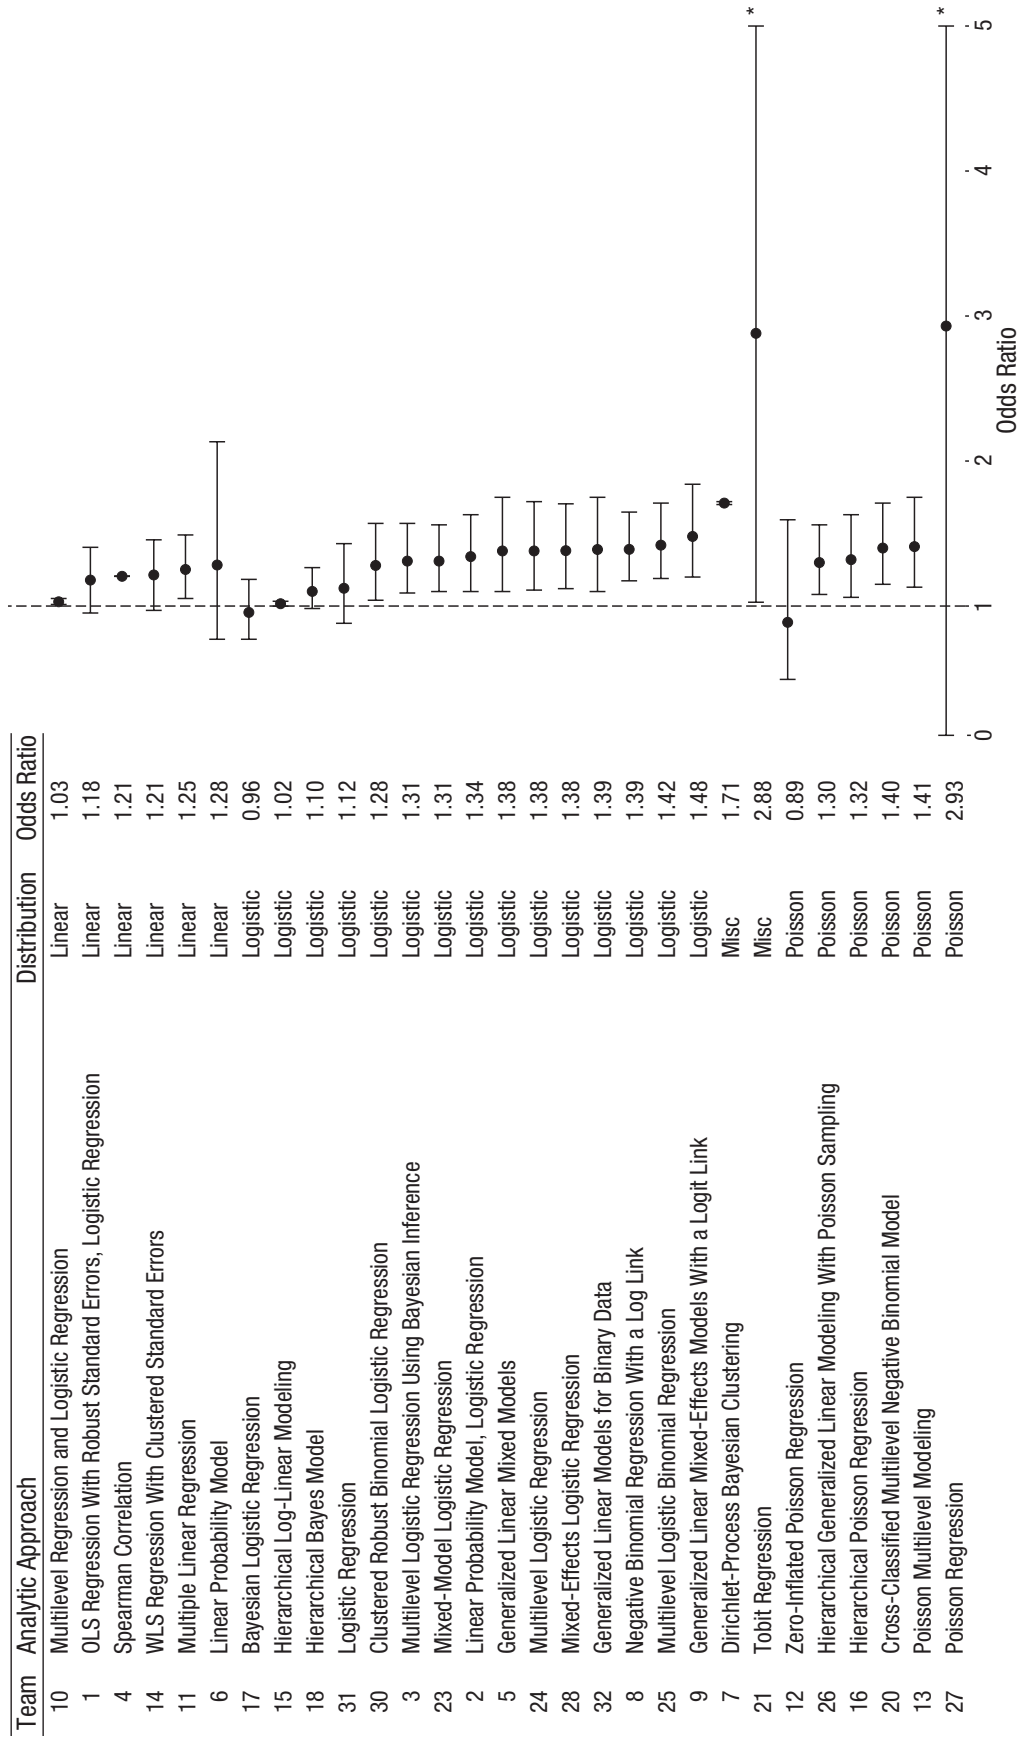 Team Analytic Approach Distribution Odds Ratio
10 Multilevel Regression and Logistic Regression Linear 1.03
1 OLS Regression With Robust Standard Errors, Logistic Regression Linear 1.18
4 Spearman Correlation Linear 1.21
14 WLS Regression With Clustered Standard Errors Linear 1.21
11 Multiple Linear Regression Linear 1.25
6 Linear Probability Model Linear 1.28
17 Bayesian Logistic Regression Logistic 0.96
15 Hierarchical Log-Linear Modeling Logistic 1.02
18 Hierarchical Bayes Model Logistic 1.10
31 Logistic Regression Logistic 1.12
30 Clustered Robust Binomial Logistic Regression Logistic 1.28
3 Multilevel Logistic Regression Using Bayesian Inference Logistic 1.31
23 Mixed-Model Logistic Regression Logistic 1.31
2 Linear Probability Model, Logistic Regression Logistic 1.34
5 Generalized Linear Mixed Models Logistic 1.38
24 Multilevel Logistic Regression Logistic 1.38
28 Mixed-Effects Logistic Regression Logistic 1.38
32 Generalized Linear Models for Binary Data Logistic 1.39
8 Negative Binomial Regression With a Log Link Logistic 1.39
25 Multilevel Logistic Binomial Regression Logistic 1.42
9 Generalized Linear Mixed-Effects Models With a Logit Link Logistic 1.48
7 Dirichlet-Process Bayesian Clustering Misc 1.71
21 Tobit Regression Misc 2.88 *
12 Zero-Inflated Poisson Regression Poisson 0.89
26 Hierarchical Generalized Linear Modeling With Poisson Sampling Poisson 1.30
16 Hierarchical Poisson Regression Poisson 1.32
20 Cross-Classified Multilevel Negative Binomial Model Poisson 1.40
13 Poisson Multilevel Modeling Poisson 1.41
27 Poisson Regression Poisson 2.93 *
0 1 2 3 4 5
Odds Ratio